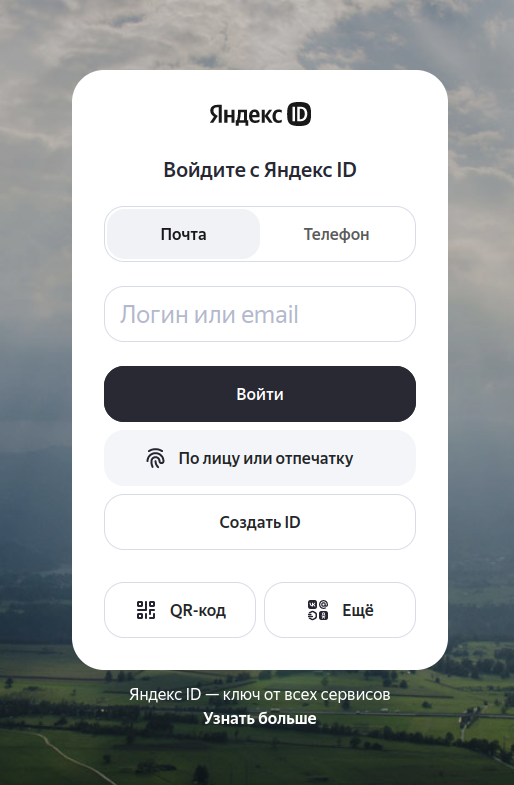 Яндекс ID
Войдите с Яндекс ID
Почта Телефон
Логин или email
Войти
По лицу или отпечатку
Создать ID
QR-код Ещё
Яндекс ID — ключ от всех сервисов
Узнать больше